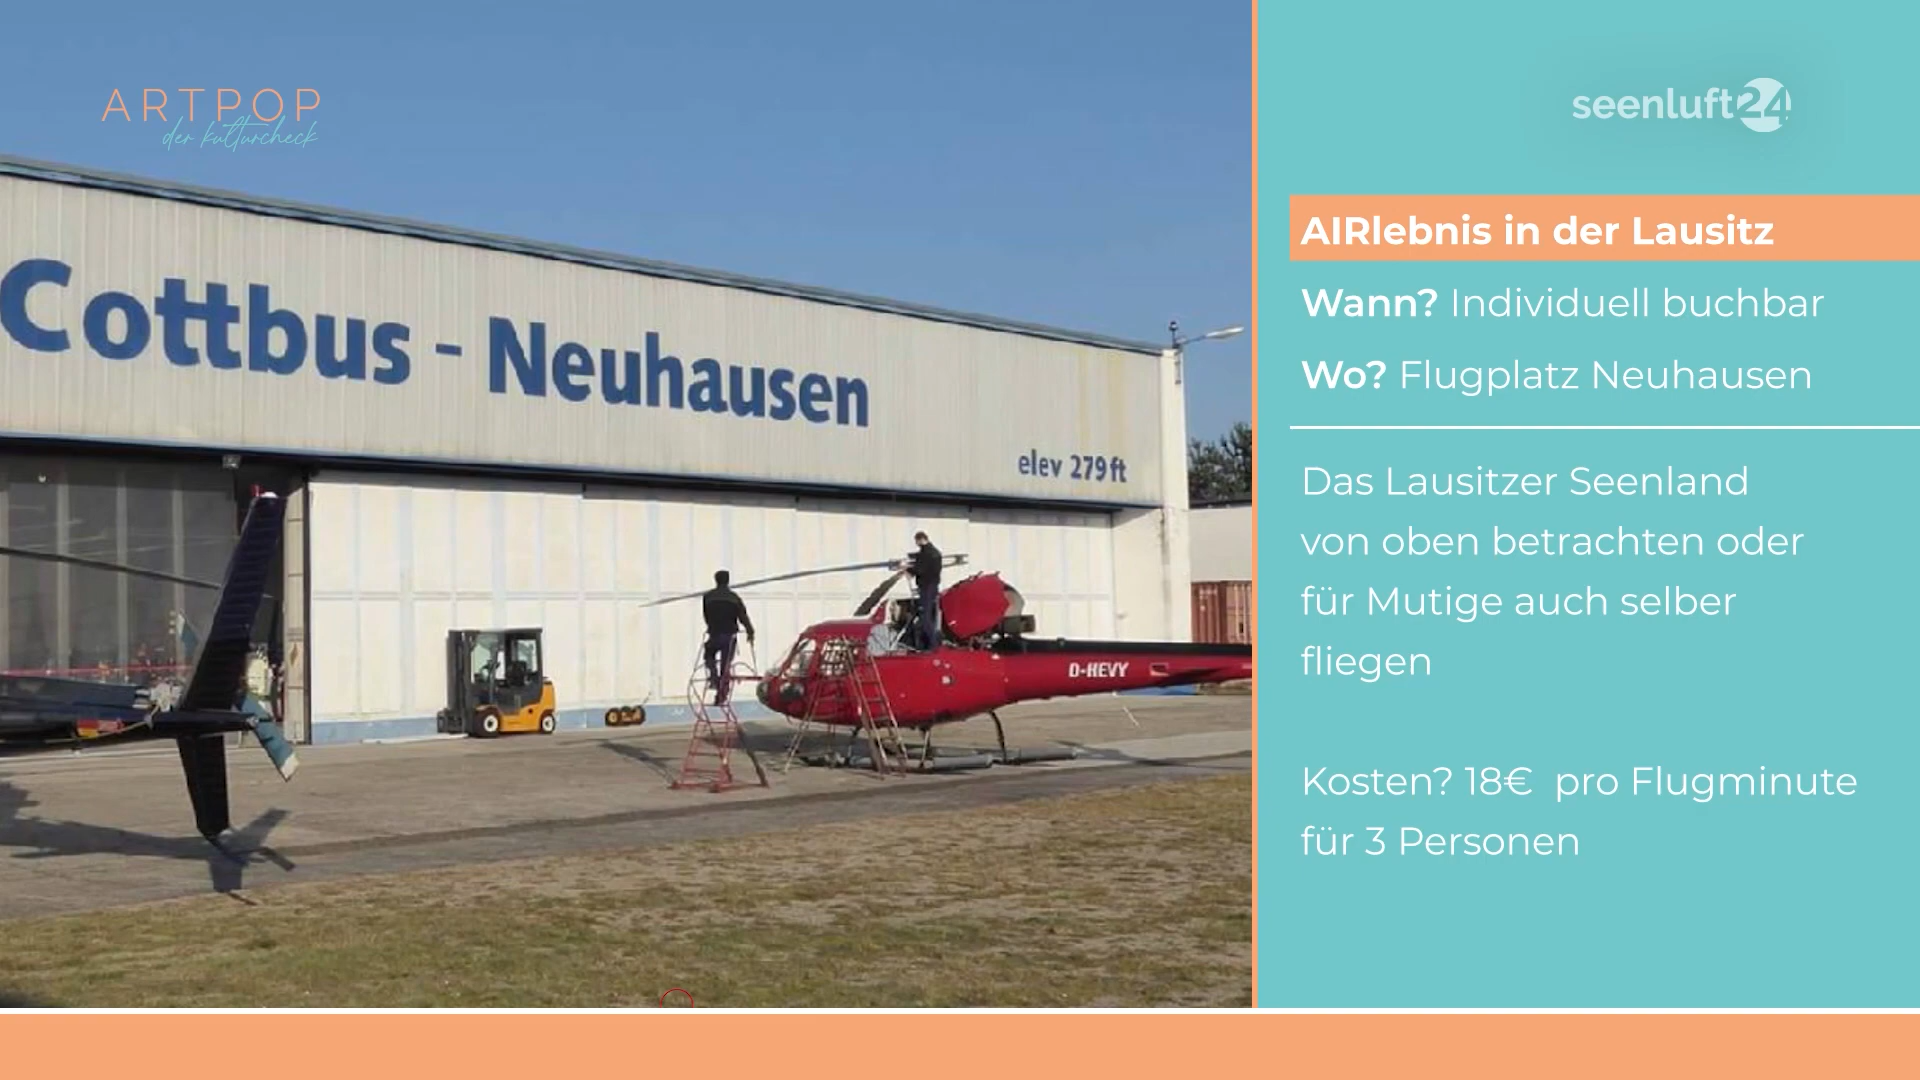 ARTPOP
der kulturcheck
Cottbus - Neuhausen
elev 279 ft
D-HEVY
seenluft24
AIRlebnis in der Lausitz
Wann? Individuell buchbar
Wo? Flugplatz Neuhausen
Das Lausitzer Seenland
von oben betrachten oder
für Mutige auch selber
fliegen
Kosten? 18€  pro Flugminute
für 3 Personen